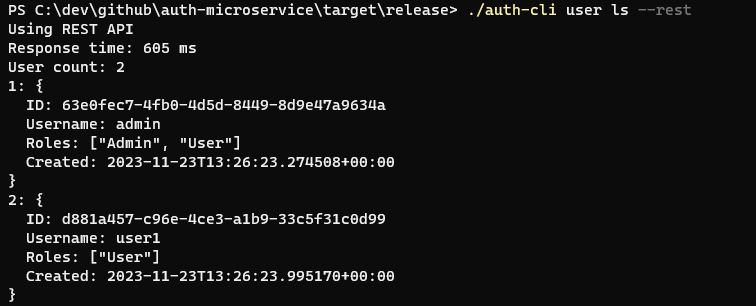 PS C:\dev\github\auth-microservice\target\release> ./auth-cli user ls --rest
Using REST API
Response time: 605 ms
User count: 2
1: {
  ID: 63e0fec7-4fb0-4d5d-8449-8d9e47a9634a
  Username: admin
  Roles: ["Admin", "User"]
  Created: 2023-11-23T13:26:23.274508+00:00
}
2: {
  ID: d881a457-c96e-4ce3-a1b9-33c5f31c0d99
  Username: user1
  Roles: ["User"]
  Created: 2023-11-23T13:26:23.995170+00:00
}